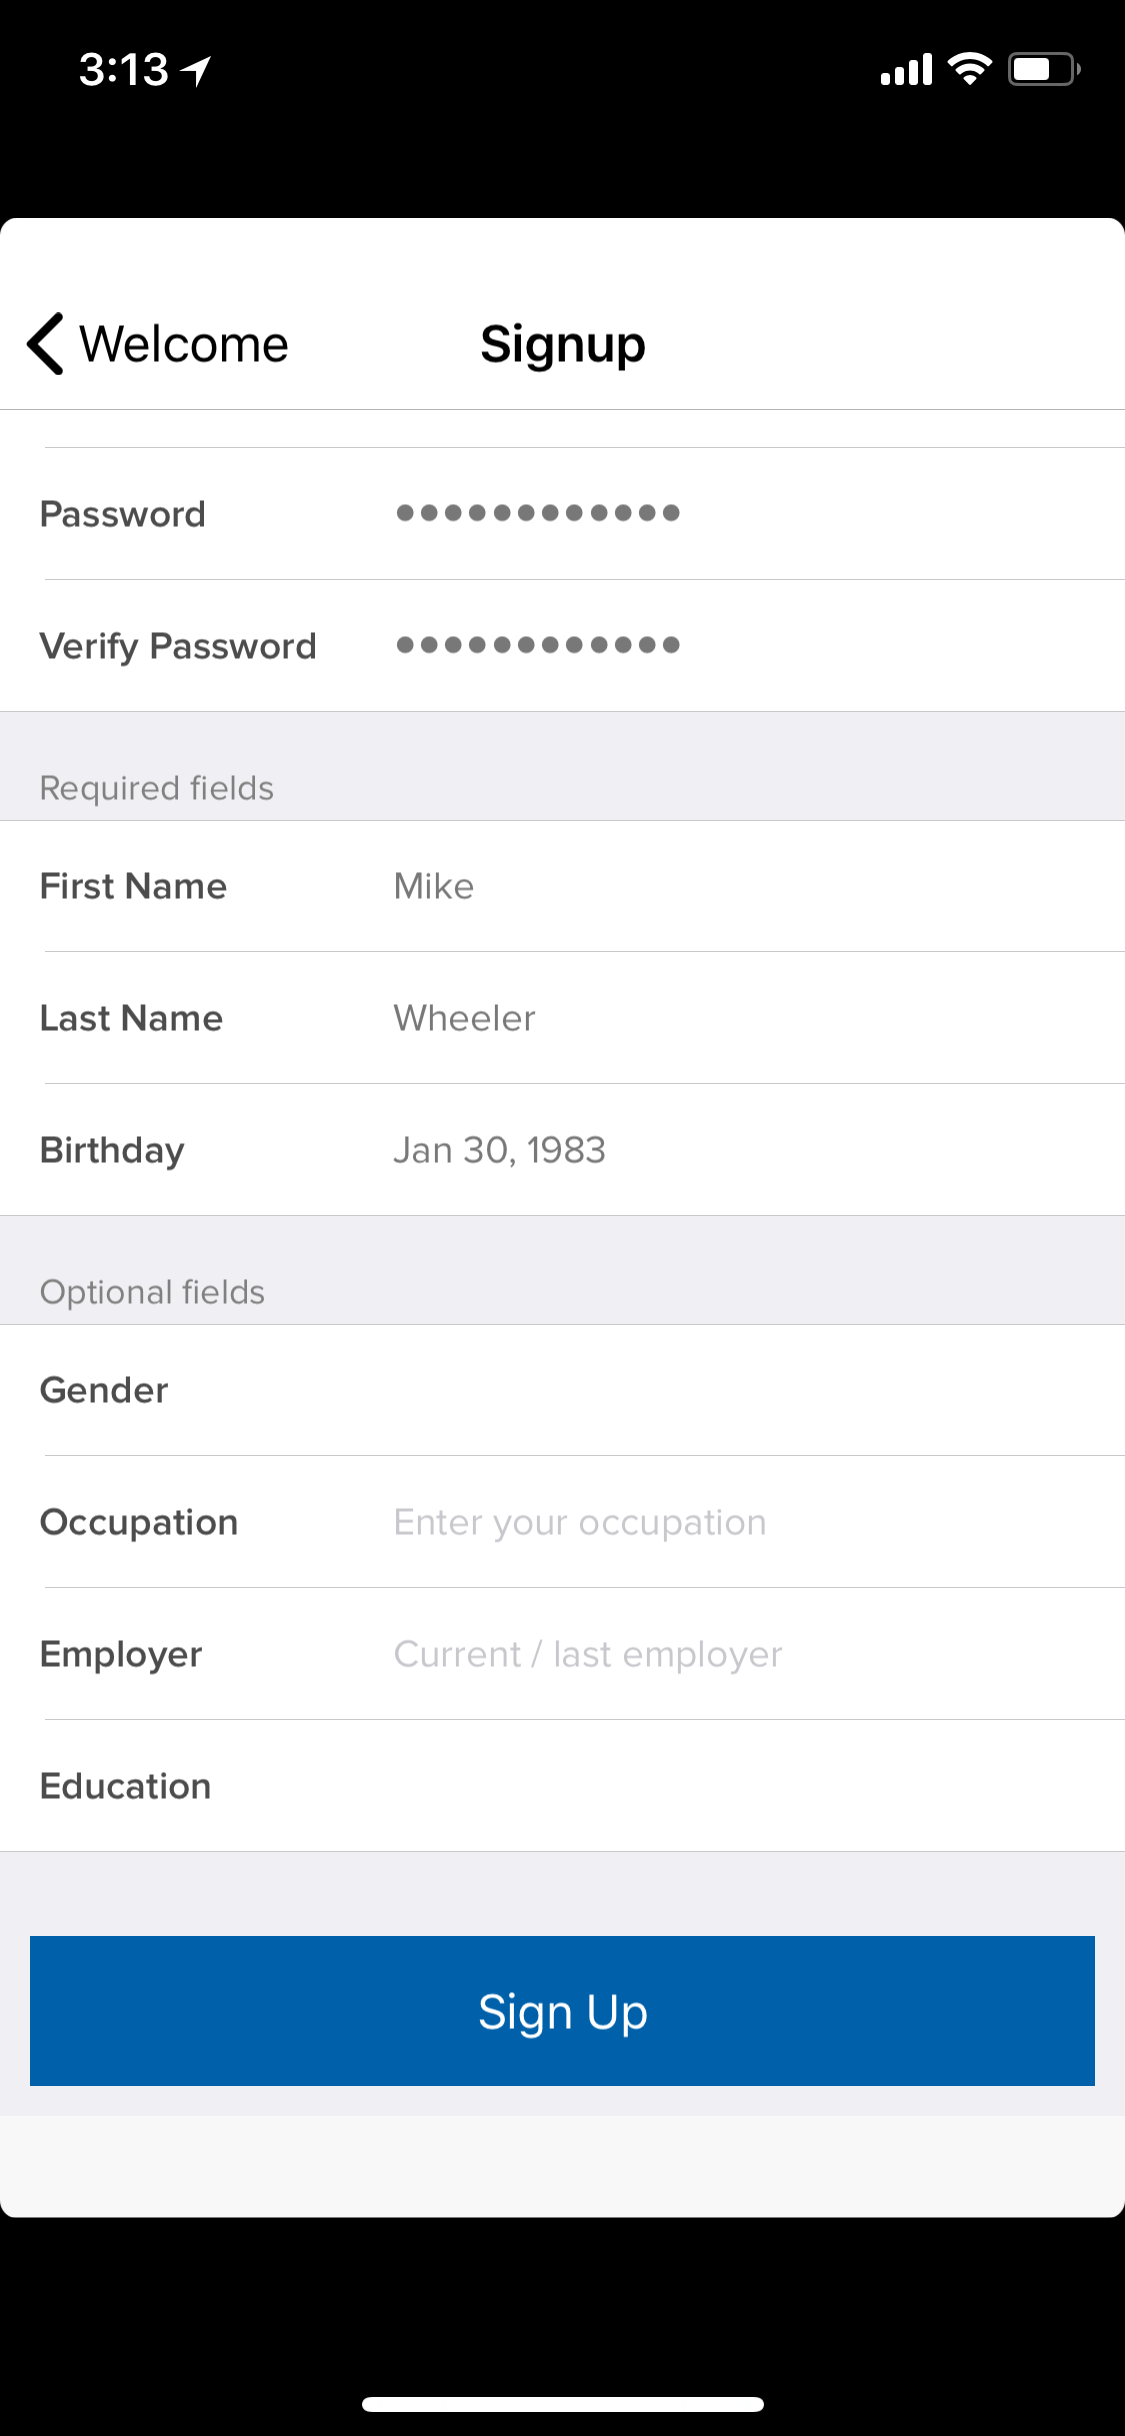 3:13
Welcome Signup
Password ••••••••••••
Verify Password ••••••••••••
Required fields
First Name Mike
Last Name Wheeler
Birthday Jan 30, 1983
Optional fields
Gender
Occupation Enter your occupation
Employer Current / last employer
Education
Sign Up